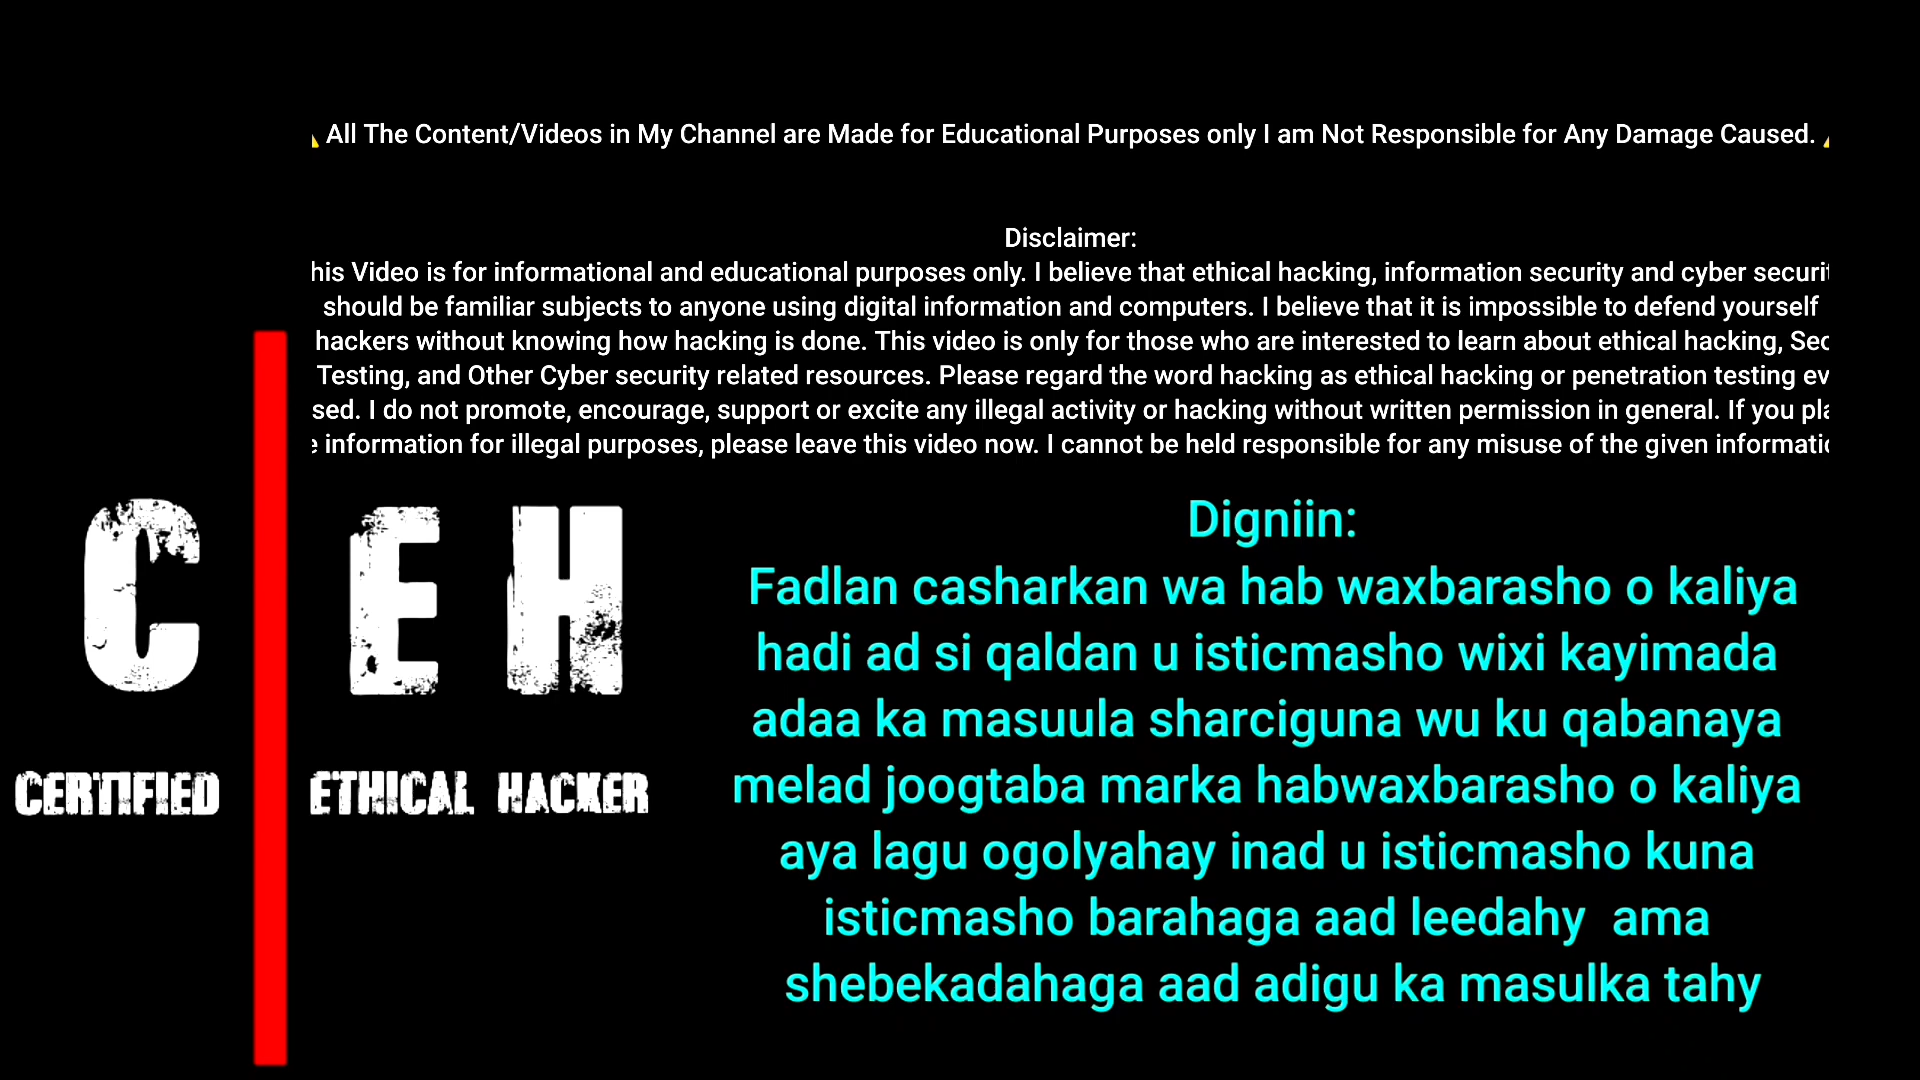 All The Content/Videos in My Channel are Made for Educational Purposes only I am Not Responsible for Any Damage Caused.
Disclaimer:
his Video is for informational and educational purposes only. I believe that ethical hacking, information security and cyber securit
should be familiar subjects to anyone using digital information and computers. I believe that it is impossible to defend yourself
hackers without knowing how hacking is done. This video is only for those who are interested to learn about ethical hacking, Sec
Testing, and Other Cyber security related resources. Please regard the word hacking as ethical hacking or penetration testing ev
sed. I do not promote, encourage, support or excite any illegal activity or hacking without written permission in general. If you pla
e information for illegal purposes, please leave this video now. I cannot be held responsible for any misuse of the given informatio
C E H
CERTIFIED ETHICAL HACKER
Digniin:
Fadlan casharkan wa hab waxbarasho o kaliya
hadi ad si qaldan u isticmasho wixi kayimada
adaa ka masuula sharciguna wu ku qabanaya
melad joogtaba marka habwaxbarasho o kaliya
aya lagu ogolyahay inad u isticmasho kuna
isticmasho barahaga aad leedahy ama
shebekadahaga aad adigu ka masulka tahy